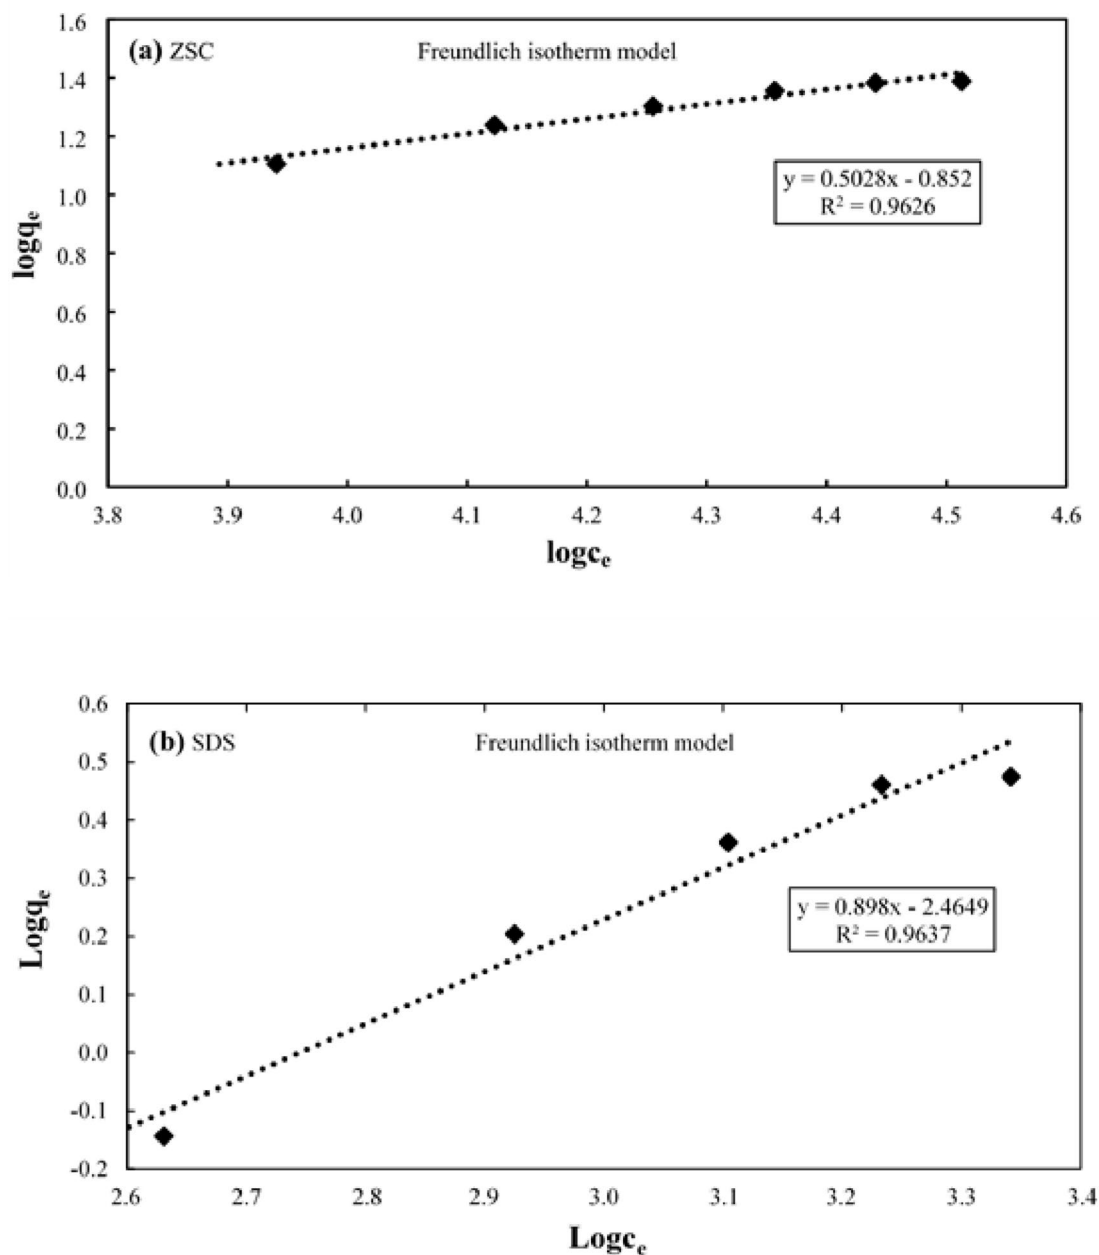 (a) ZSC Freundlich isotherm model
1.6
1.4
1.2
1.0
0.8
0.6
0.4
0.2
0.0
logqₑ
y = 0.5028x - 0.852
R² = 0.9626
3.8 3.9 4.0 4.1 4.2 4.3 4.4 4.5 4.6
logcₑ
(b) SDS Freundlich isotherm model
0.6
0.5
0.4
0.3
0.2
0.1
0.0
-0.1
-0.2
Logqₑ
y = 0.898x - 2.4649
R² = 0.9637
2.6 2.7 2.8 2.9 3.0 3.1 3.2 3.3 3.4
Logcₑ